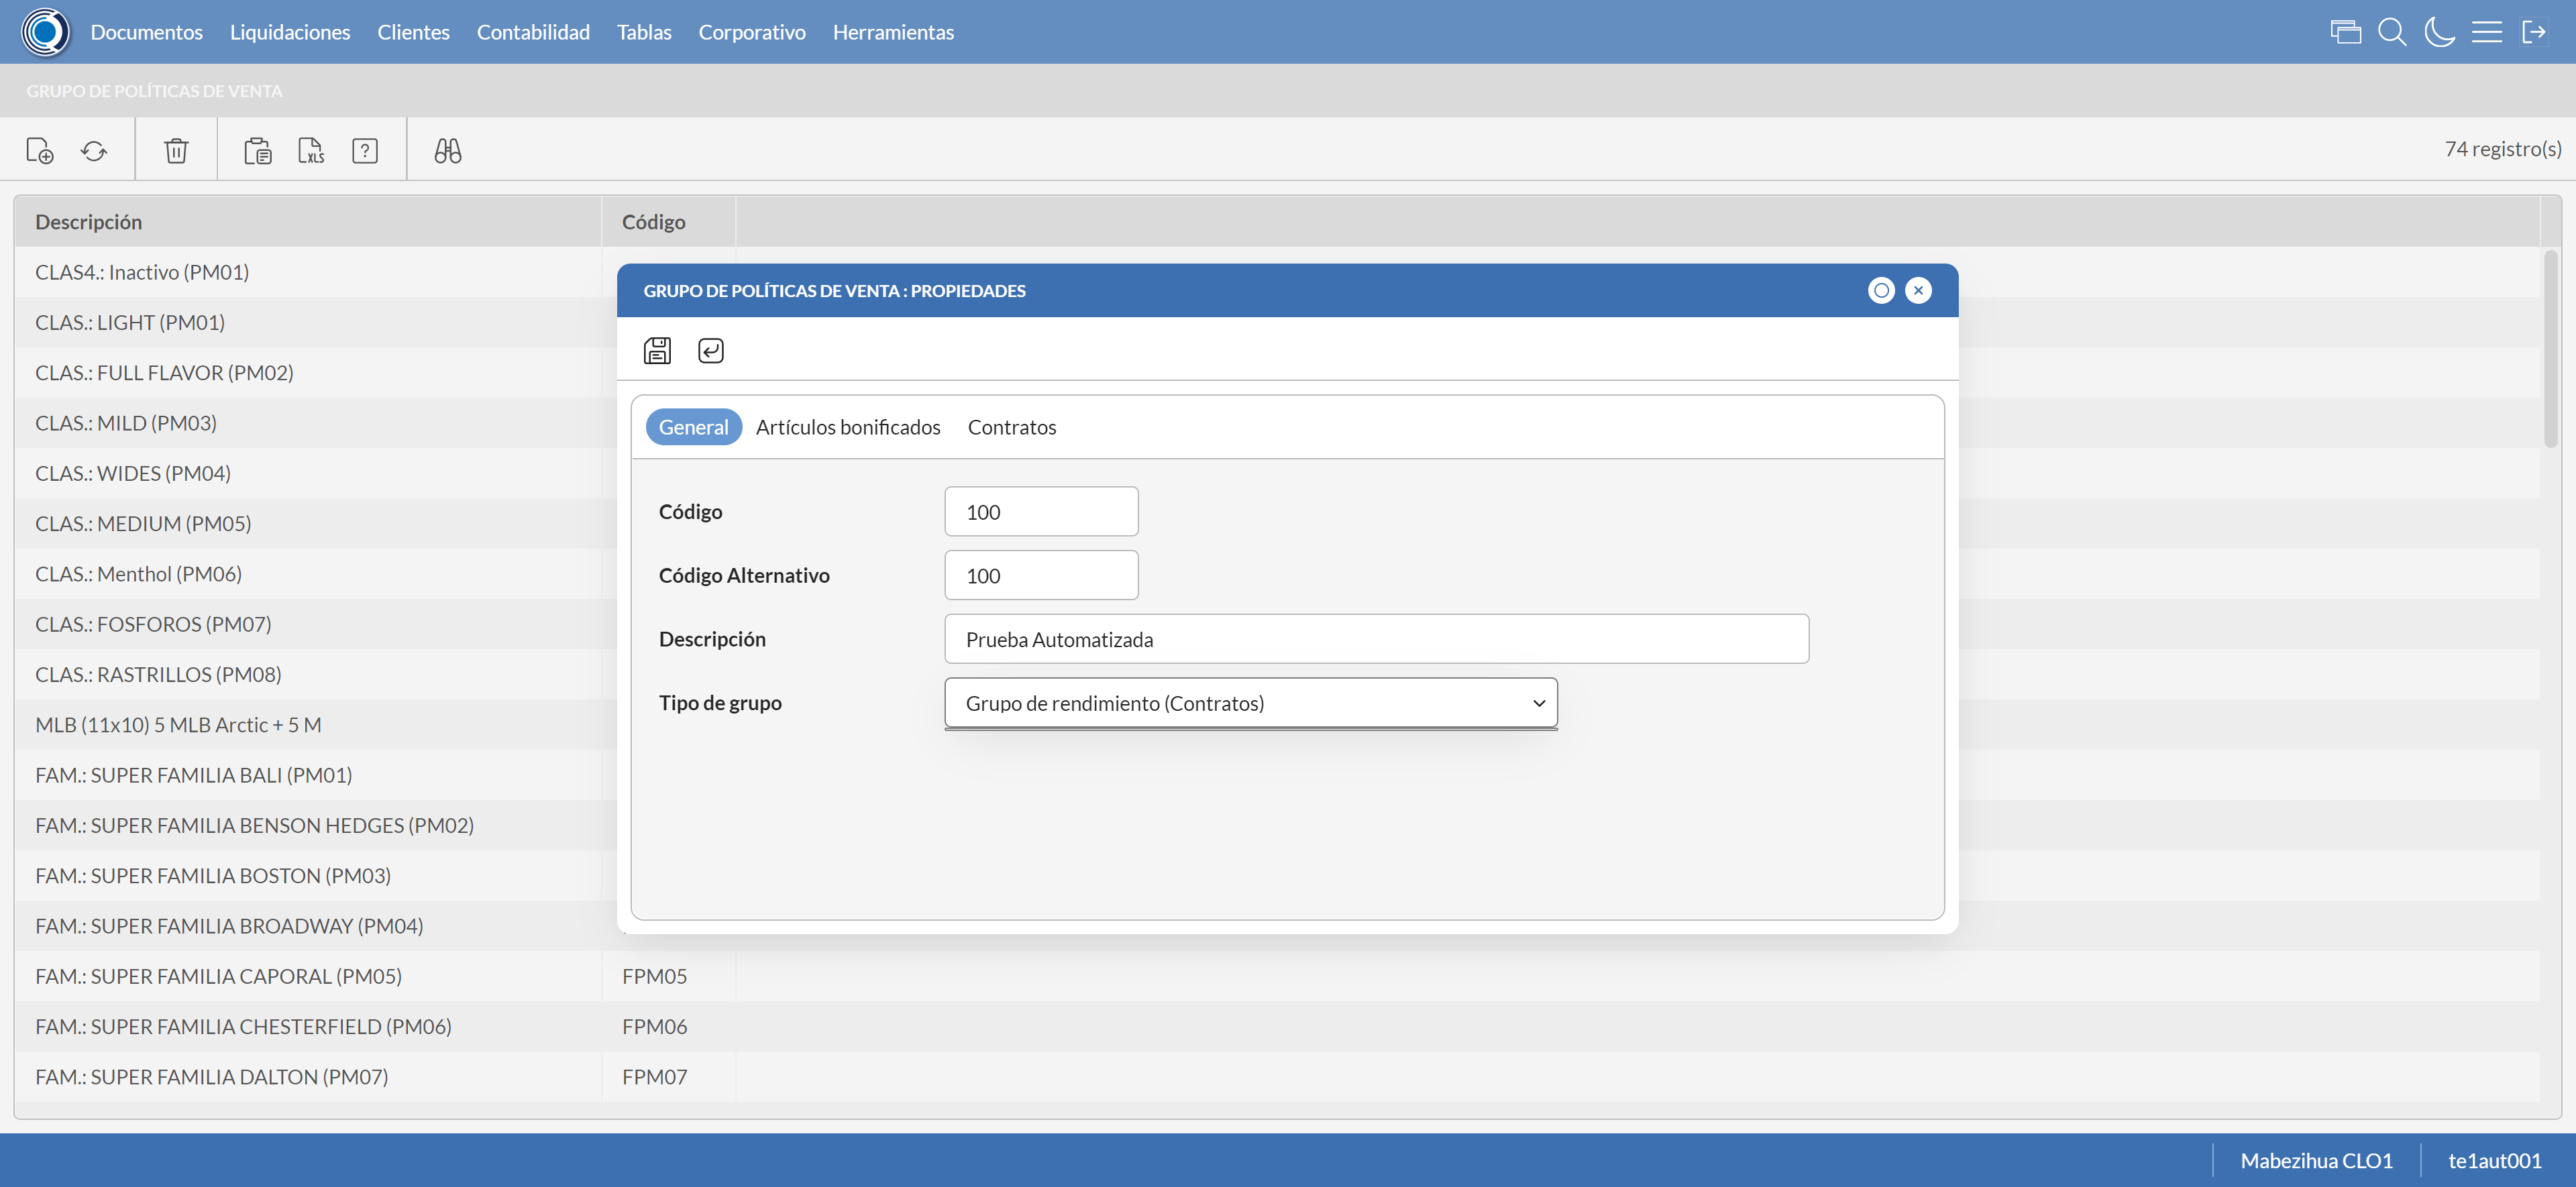 Documentos Liquidaciones Clientes Contabilidad Tablas Corporativo Herramientas
GRUPO DE POLÍTICAS DE VENTA
XLS ? 74 registro(s)
Descripción Código
CLAS4.: Inactivo (PM01)
CLAS.: LIGHT (PM01)
CLAS.: FULL FLAVOR (PM02)
CLAS.: MILD (PM03)
CLAS.: WIDES (PM04)
CLAS.: MEDIUM (PM05)
CLAS.: Menthol (PM06)
CLAS.: FOSFOROS (PM07)
CLAS.: RASTRILLOS (PM08)
MLB (11x10) 5 MLB Arctic + 5 M
FAM.: SUPER FAMILIA BALI (PM01)
FAM.: SUPER FAMILIA BENSON HEDGES (PM02)
FAM.: SUPER FAMILIA BOSTON (PM03)
FAM.: SUPER FAMILIA BROADWAY (PM04)
FAM.: SUPER FAMILIA CAPORAL (PM05) FPM05
FAM.: SUPER FAMILIA CHESTERFIELD (PM06) FPM06
FAM.: SUPER FAMILIA DALTON (PM07) FPM07
GRUPO DE POLÍTICAS DE VENTA : PROPIEDADES
General Artículos bonificados Contratos
Código 100
Código Alternativo 100
Descripción Prueba Automatizada
Tipo de grupo Grupo de rendimiento (Contratos)
Mabezihua CLO1 te1aut001